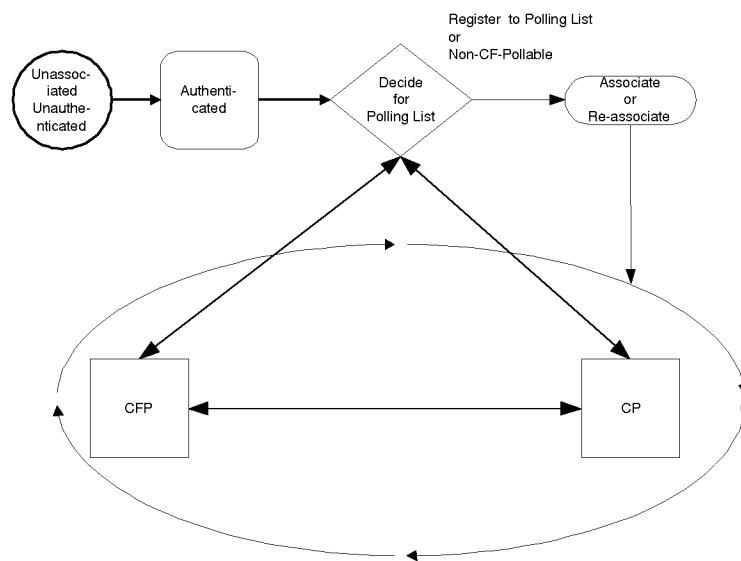 Register to Polling List
or
Non-CF-Pollable
Unassoc-
iated
Unauthe-
nticated
Authenti-
cated
Decide
for
Polling List
Associate
or
Re-associate
CFP
CP